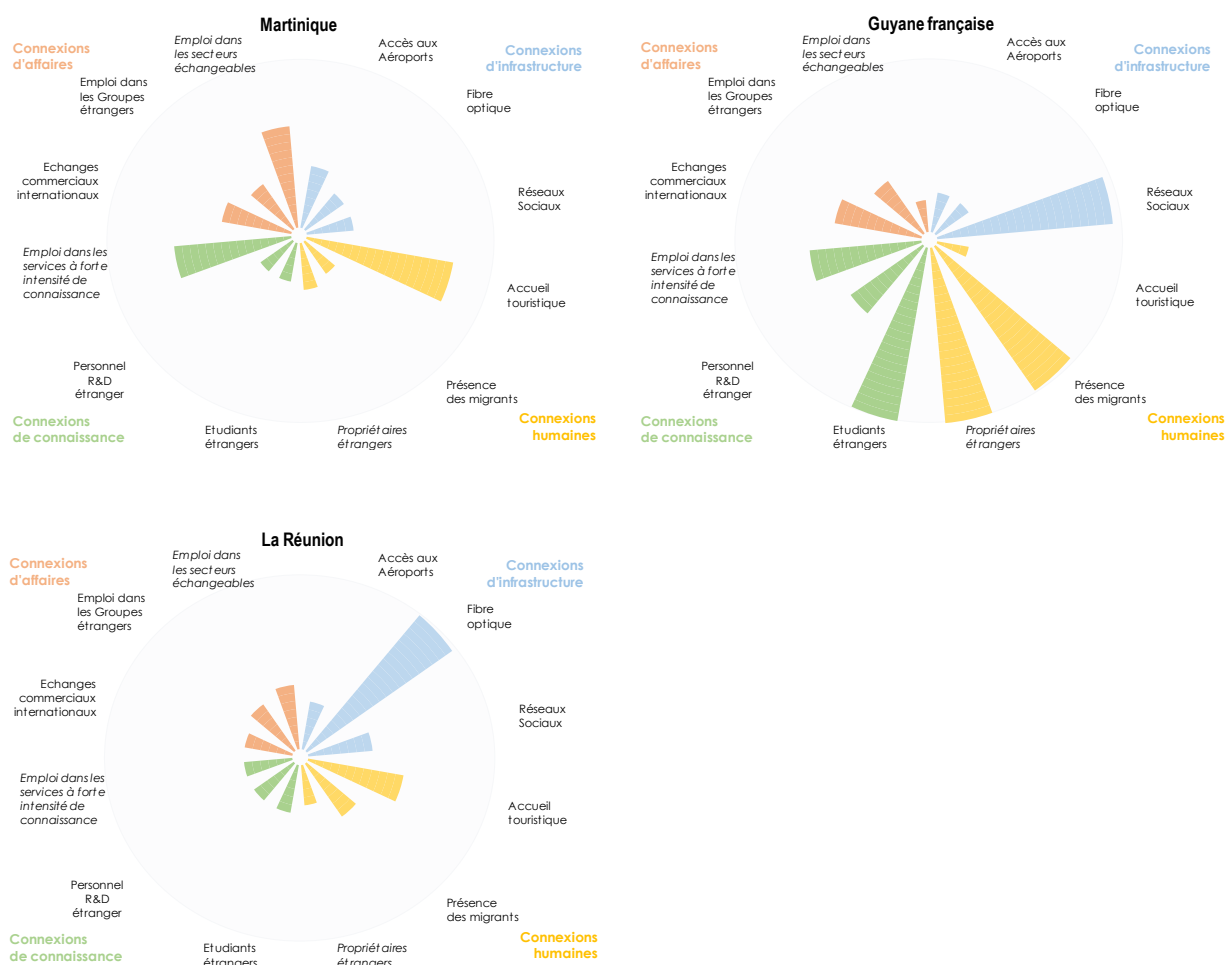 Martinique
Connexions
d'affaires
Emploi dans
les secteurs
échangeables
Accès aux
Aéroports
Connexions
d'infrastructure
Emploi dans
les Groupes
étrangers
Fibre
optique
Echanges
commerciaux
internationaux
Réseaux
Sociaux
Emploi dans les
services à forte
intensité de
connaissance
Accueil
touristique
Personnel
R&D
étranger
Présence
des migrants
Connexions
de connaissance
Etudiants
étrangers
Propriétaires
étrangers
Connexions
humaines
Guyane française
Connexions
d'affaires
Emploi dans
les secteurs
échangeables
Accès aux
Aéroports
Connexions
d'infrastructure
Emploi dans
les Groupes
étrangers
Fibre
optique
Echanges
commerciaux
internationaux
Réseaux
Sociaux
Emploi dans les
services à forte
intensité de
connaissance
Accueil
touristique
Personnel
R&D
étranger
Présence
des migrants
Connexions
de connaissance
Etudiants
étrangers
Propriétaires
étrangers
Connexions
humaines
La Réunion
Connexions
d'affaires
Emploi dans
les secteurs
échangeables
Accès aux
Aéroports
Connexions
d'infrastructure
Emploi dans
les Groupes
étrangers
Fibre
optique
Echanges
commerciaux
internationaux
Réseaux
Sociaux
Emploi dans les
services à forte
intensité de
connaissance
Accueil
touristique
Personnel
R&D
étranger
Présence
des migrants
Connexions
de connaissance
Etudiants
étrangers
Propriétaires
étrangers
Connexions
humaines